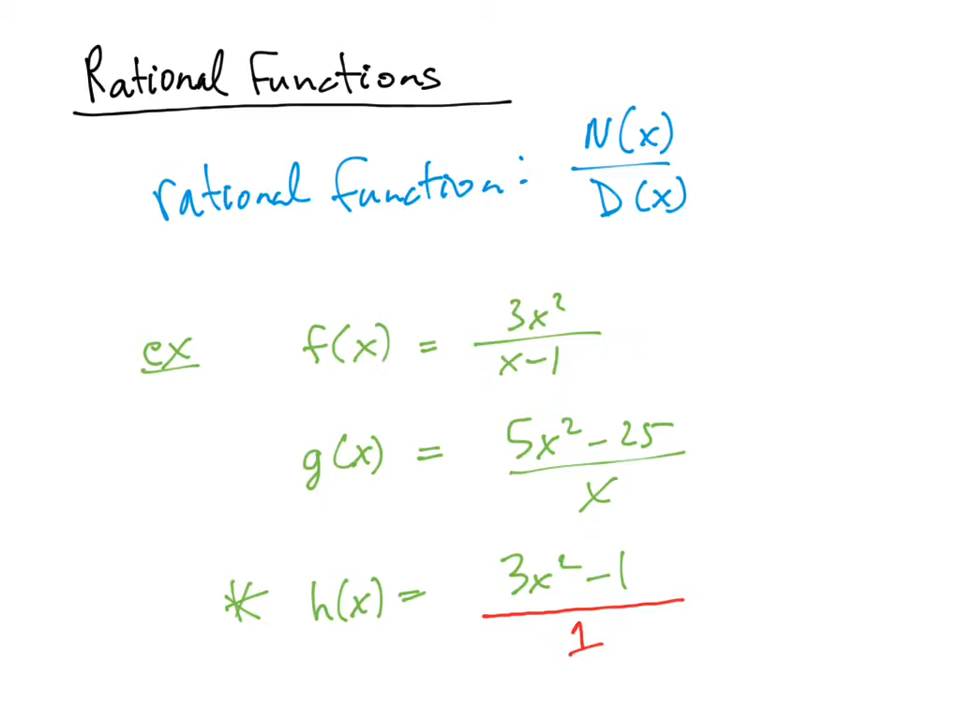 Rational Functions
rational function: N(x) / D(x)
ex f(x) = 3x² / x-1
g(x) = 5x² - 25 / x
* h(x) = 3x² - 1 / 1